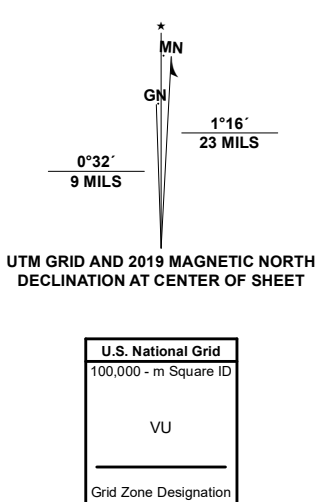 ★
MN
GN
1°16´
23 MILS
0°32´
9 MILS
UTM GRID AND 2019 MAGNETIC NORTH
DECLINATION AT CENTER OF SHEET
U.S. National Grid
100,000 - m Square ID
VU
Grid Zone Designation